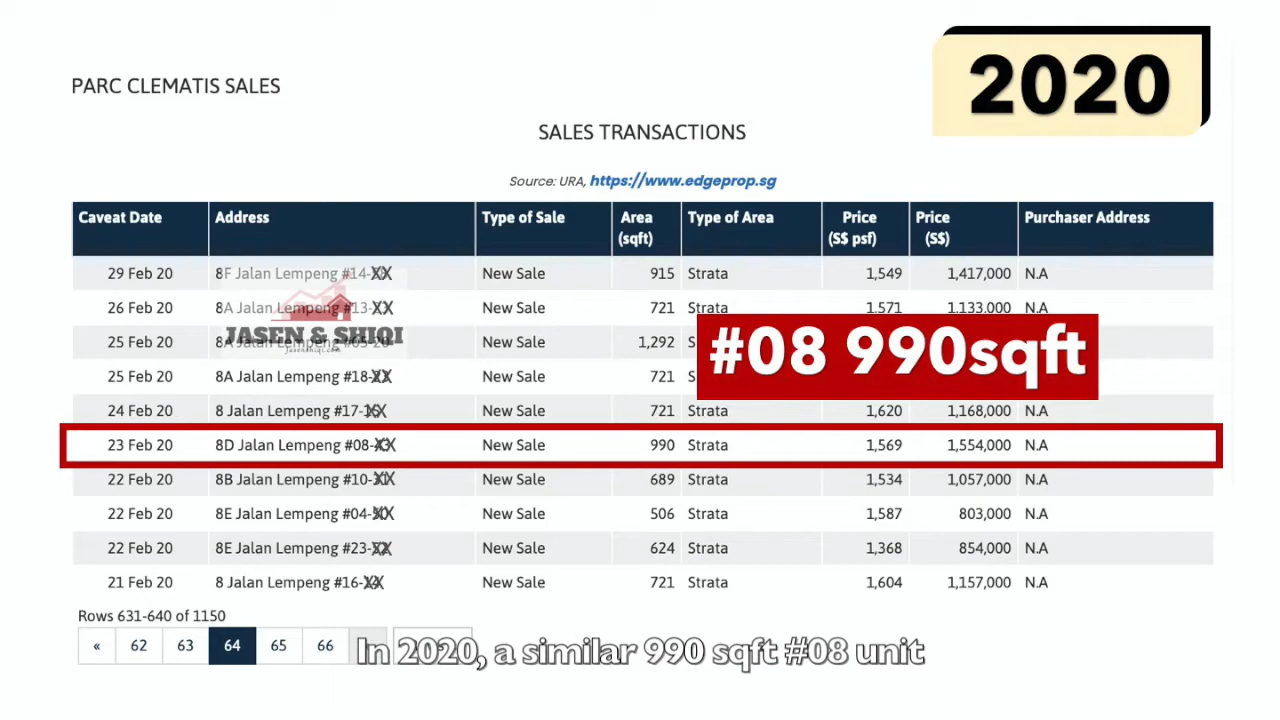 2020
PARC CLEMATIS SALES
SALES TRANSACTIONS
Source: URA, https://www.edgeprop.sg
Caveat Date Address Type of Sale Area (sqft) Type of Area Price (S$ psf) Price (S$) Purchaser Address
29 Feb 20 8F Jalan Lempeng #14-XX New Sale 915 Strata 1,549 1,417,000 N.A
26 Feb 20 8A Jalan Lempeng #13-XX New Sale 721 Strata 1,571 1,133,000 N.A
JASEN & SHIQI
Jasenshiqi.com
25 Feb 20 New Sale 1,292
#08 990sqft
25 Feb 20 8A Jalan Lempeng #18-XX New Sale 721
24 Feb 20 8 Jalan Lempeng #17-XX New Sale 721 Strata 1,620 1,168,000 N.A
23 Feb 20 8D Jalan Lempeng #08-XX New Sale 990 Strata 1,569 1,554,000 N.A
22 Feb 20 8B Jalan Lempeng #10-XX New Sale 689 Strata 1,534 1,057,000 N.A
22 Feb 20 8E Jalan Lempeng #04-XX New Sale 506 Strata 1,587 803,000 N.A
22 Feb 20 8E Jalan Lempeng #23-XX New Sale 624 Strata 1,368 854,000 N.A
21 Feb 20 8 Jalan Lempeng #16-XX New Sale 721 Strata 1,604 1,157,000 N.A
Rows 631-640 of 1150
« 62 63 64 65 66
In 2020, a similar 990 sqft #08 unit